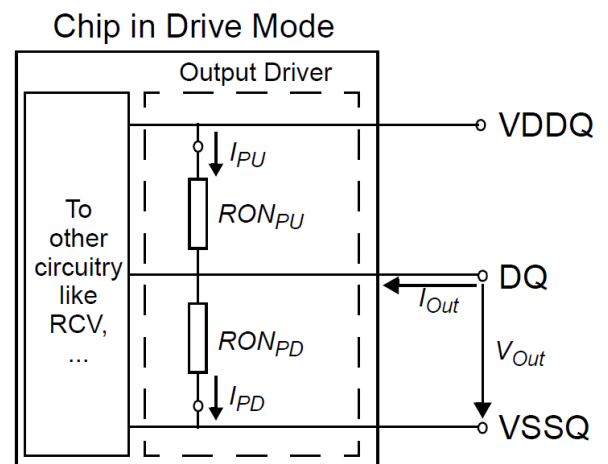 Chip in Drive Mode
Output Driver
VDDQ
I_PU
RON_PU
To
other
circuitry
like
RCV,
...
DQ
I_Out
RON_PD
V_Out
I_PD
VSSQ